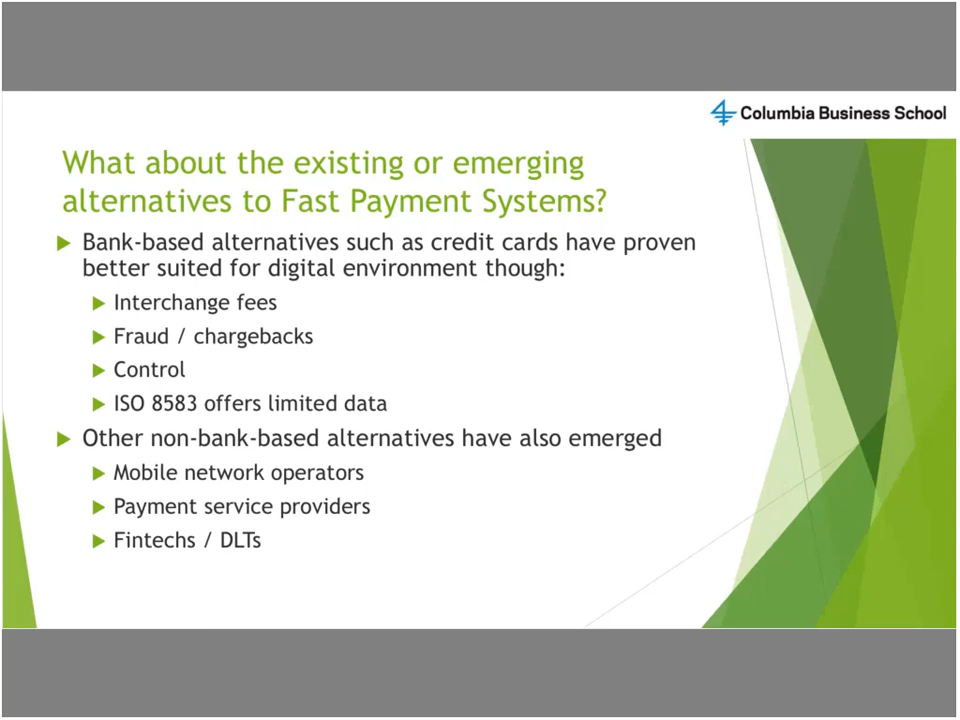 Columbia Business School
What about the existing or emerging
alternatives to Fast Payment Systems?
Bank-based alternatives such as credit cards have proven
better suited for digital environment though:
Interchange fees
Fraud / chargebacks
Control
ISO 8583 offers limited data
Other non-bank-based alternatives have also emerged
Mobile network operators
Payment service providers
Fintechs / DLTs